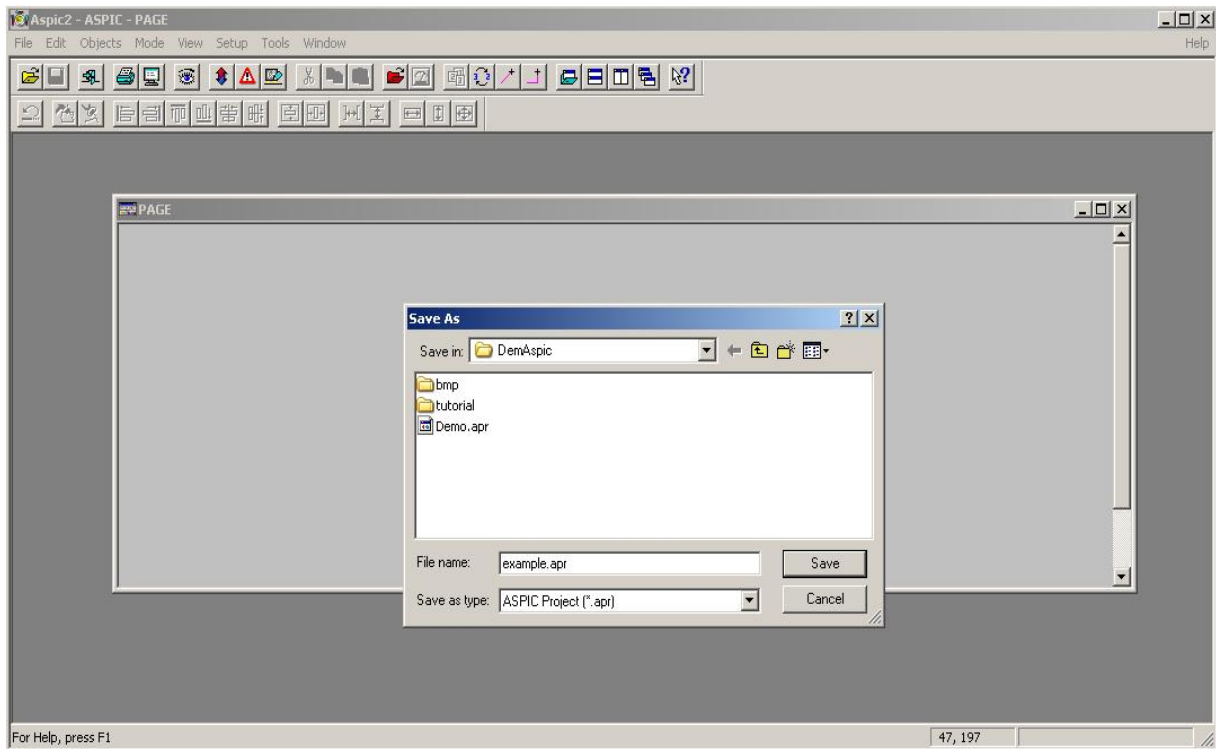 Aspic2 - ASPIC - PAGE
File Edit Objects Mode View Setup Tools Window Help
PAGE
Save As
Save in: DemAspic
bmp
tutorial
Demo.apr
File name: example.apr Save
Save as type: ASPIC Project (*.apr) Cancel
For Help, press F1 47, 197